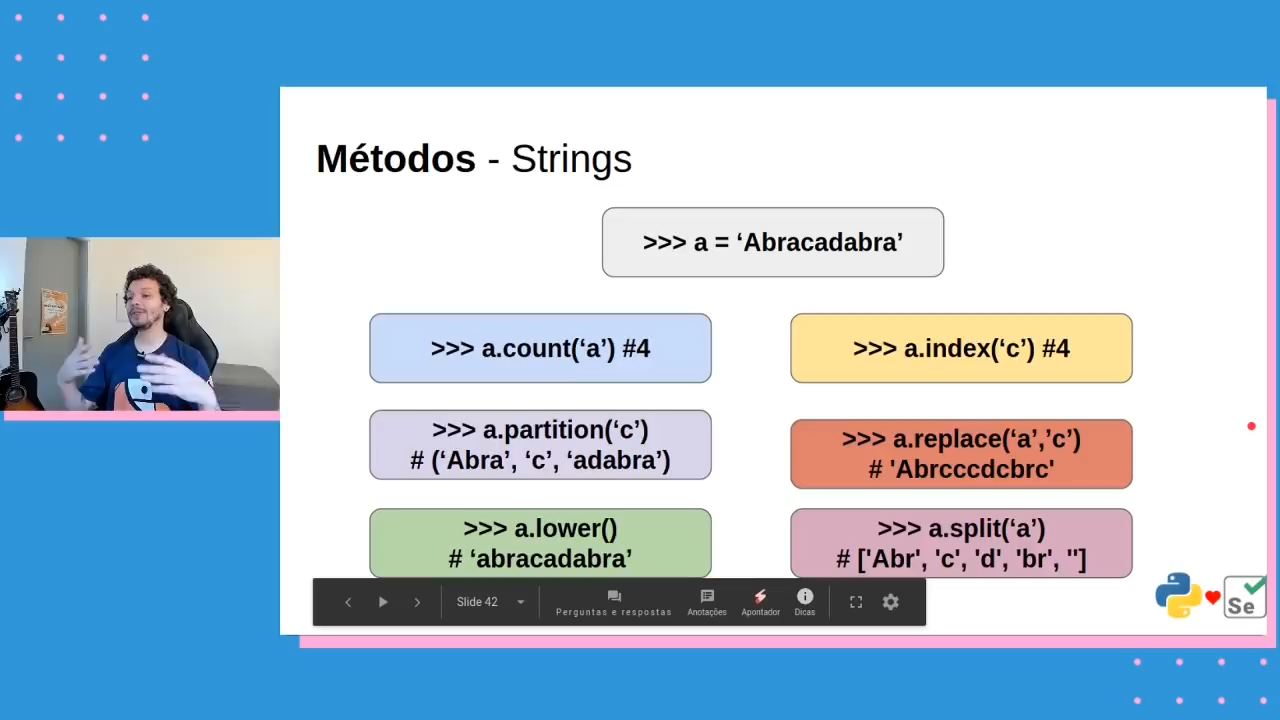 Métodos - Strings
>>> a = ‘Abracadabra’
>>> a.count(‘a’) #4
>>> a.index(‘c’) #4
>>> a.partition(‘c’)
# (‘Abra’, ‘c’, ‘adabra’)
>>> a.replace(‘a’,’c’)
# 'Abrcccdcbrc'
>>> a.lower()
# ‘abracadabra’
>>> a.split(‘a’)
# ['Abr', 'c', 'd', 'br', '']
Slide 42
Perguntas e respostas
Anotações
Apontador
Dicas
Se